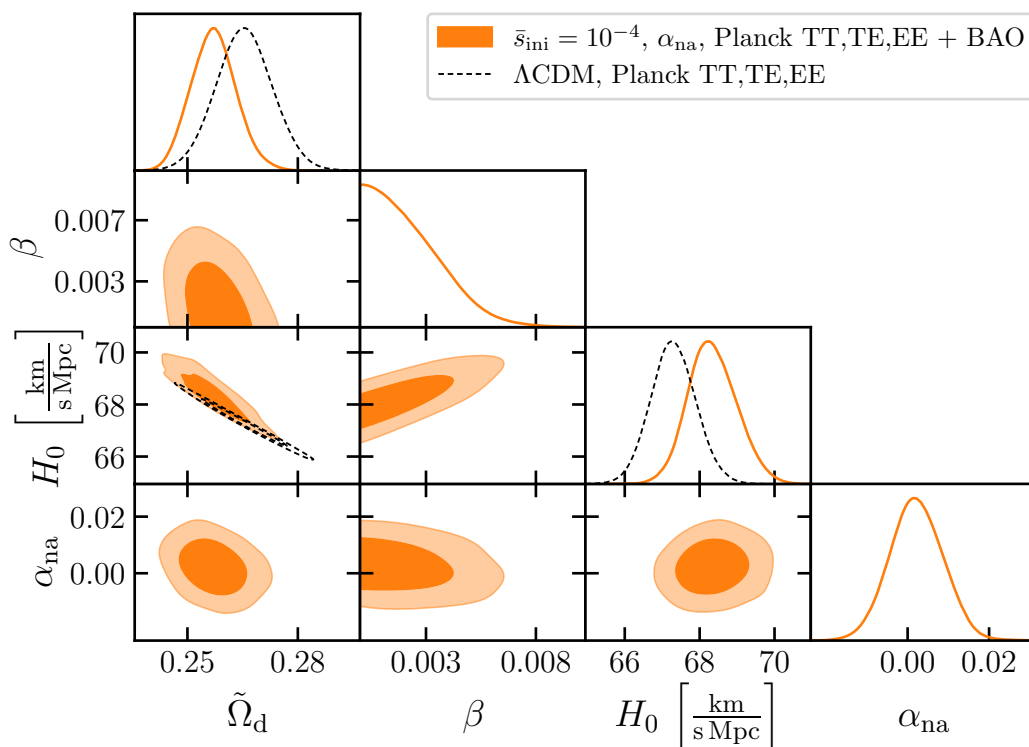 s̄ini = 10−4, αna, Planck TT,TE,EE + BAO
ΛCDM, Planck TT,TE,EE
0.007
0.003
β
70
68
66
H0 [km/s Mpc]
0.02
0.00
αna
0.25 0.28
0.003 0.008
66 68 70
0.00 0.02
Ω̃d
β
H0 [km/s Mpc]
αna